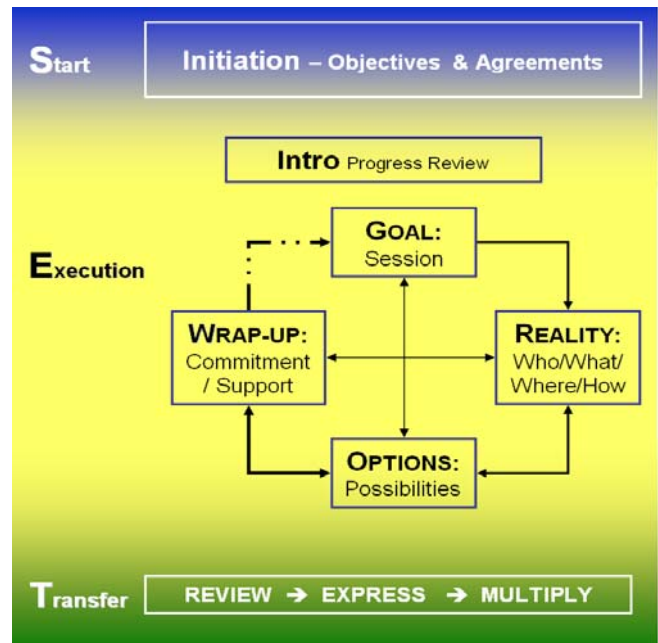 Start
Initiation – Objectives & Agreements
Intro Progress Review
Execution
GOAL:
Session
WRAP-UP:
Commitment
/ Support
REALITY:
Who/What/
Where/How
OPTIONS:
Possibilities
Transfer
REVIEW → EXPRESS → MULTIPLY